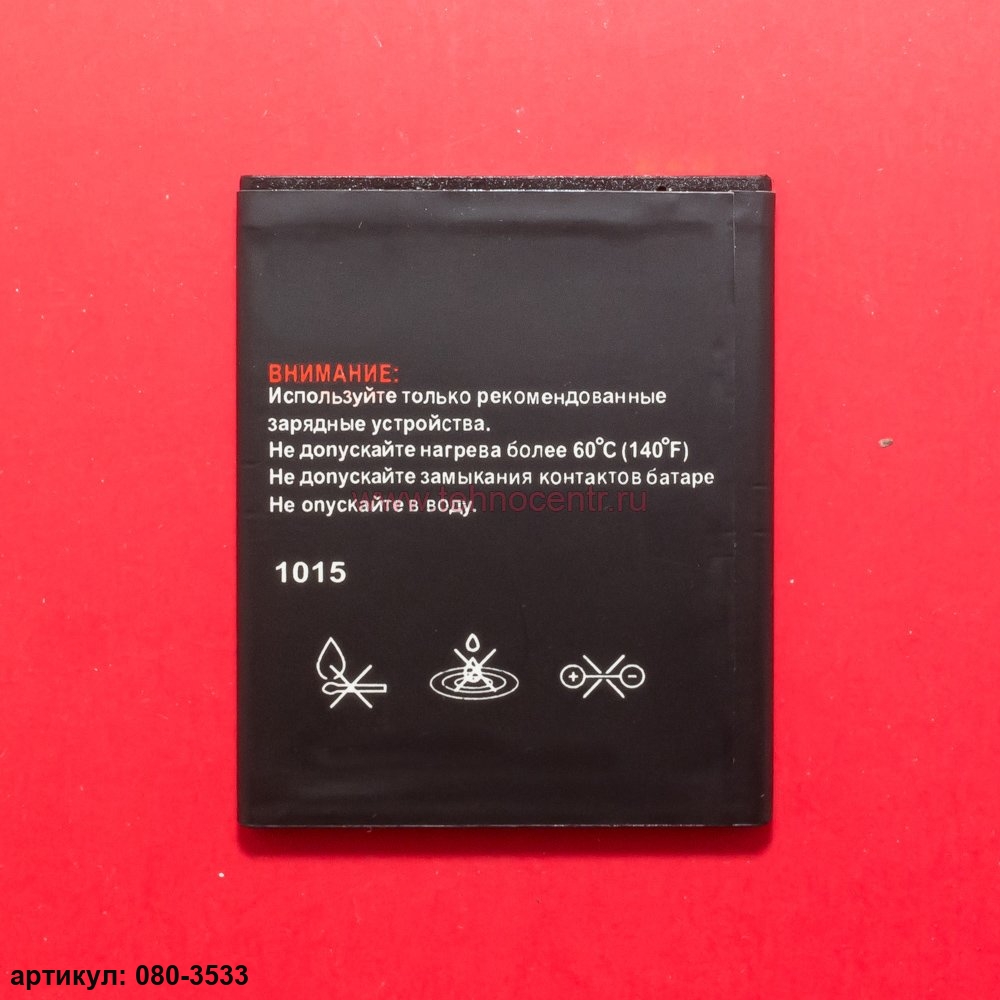 ВНИМАНИЕ:
Используйте только рекомендованные
зарядные устройства.
Не допускайте нагрева более 60°C (140°F)
Не допускайте замыкания контактов батаре
www.tehnocentr.ru
Не опускайте в воду.
1015
+ -
артикул: 080-3533